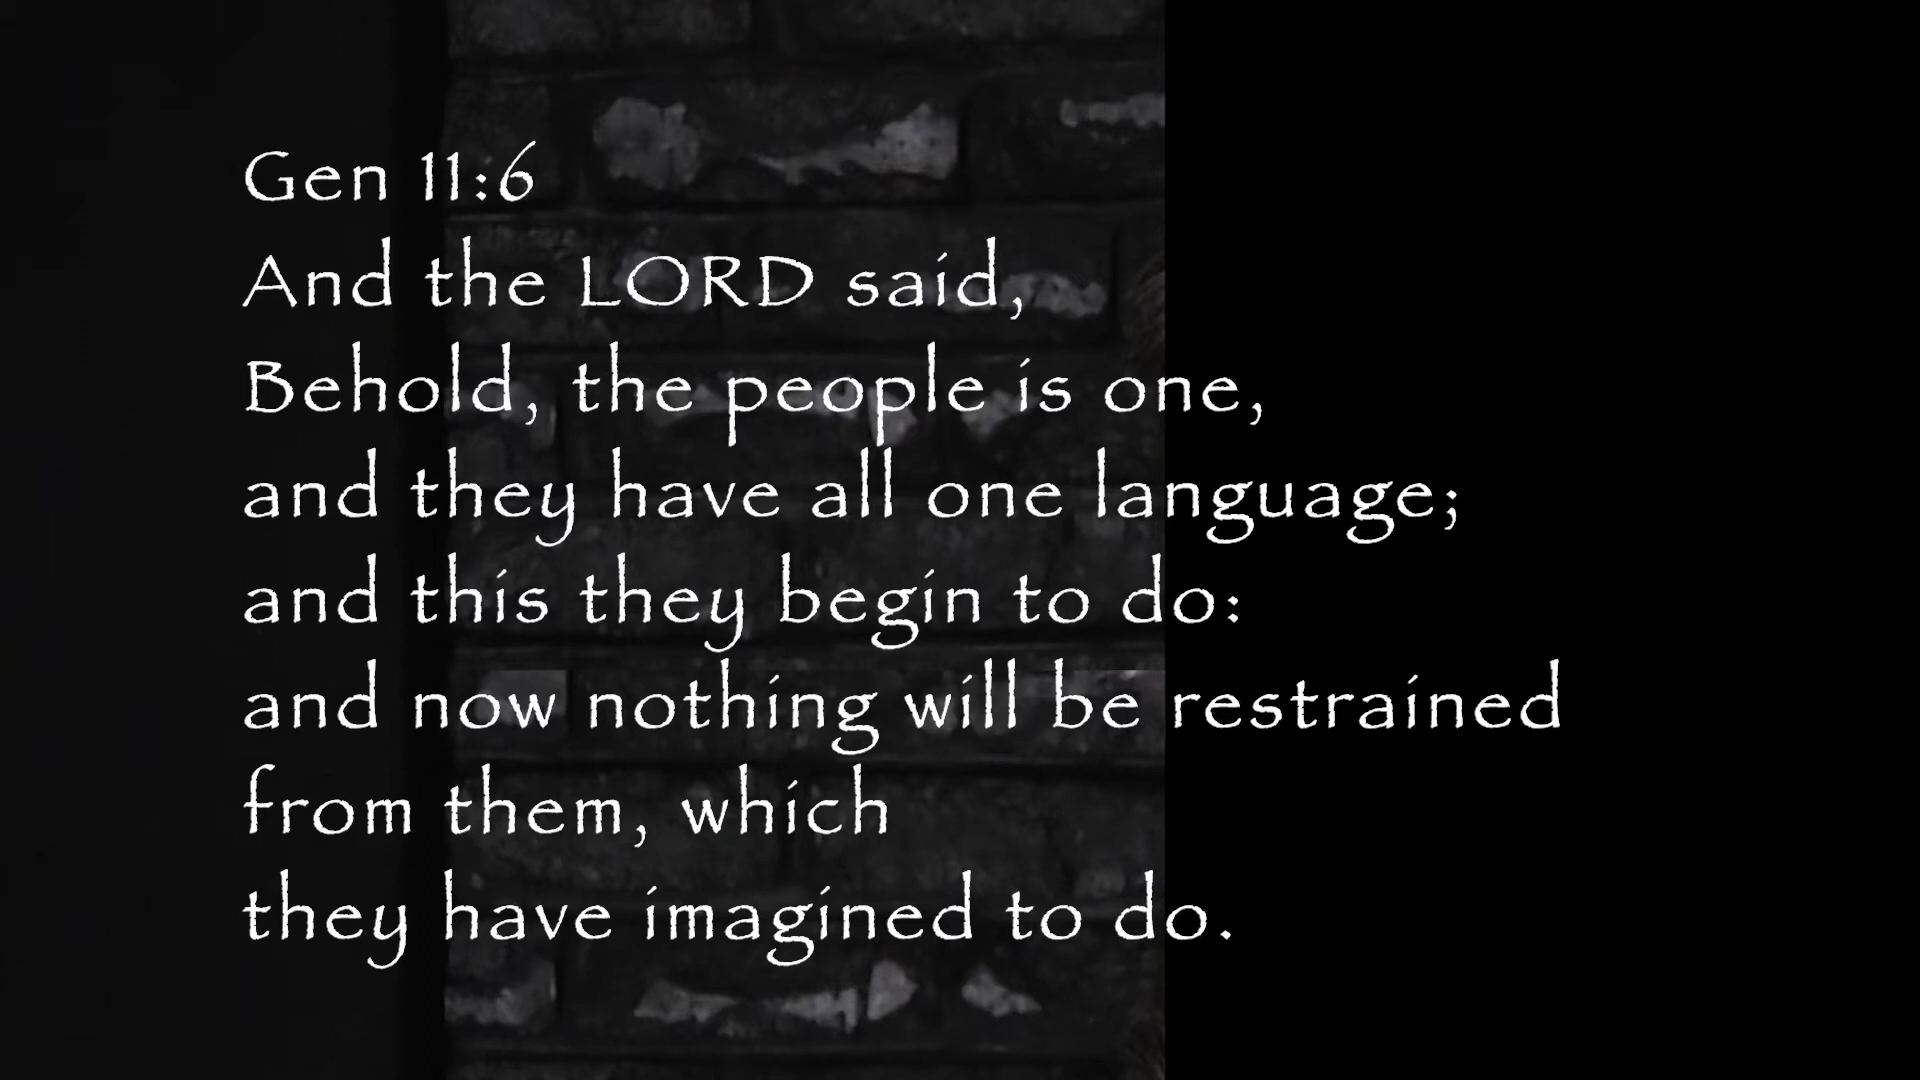 Gen 11:6
And the LORD said,
Behold, the people is one,
and they have all one language;
and this they begin to do:
and now nothing will be restrained
from them, which
they have imagined to do.